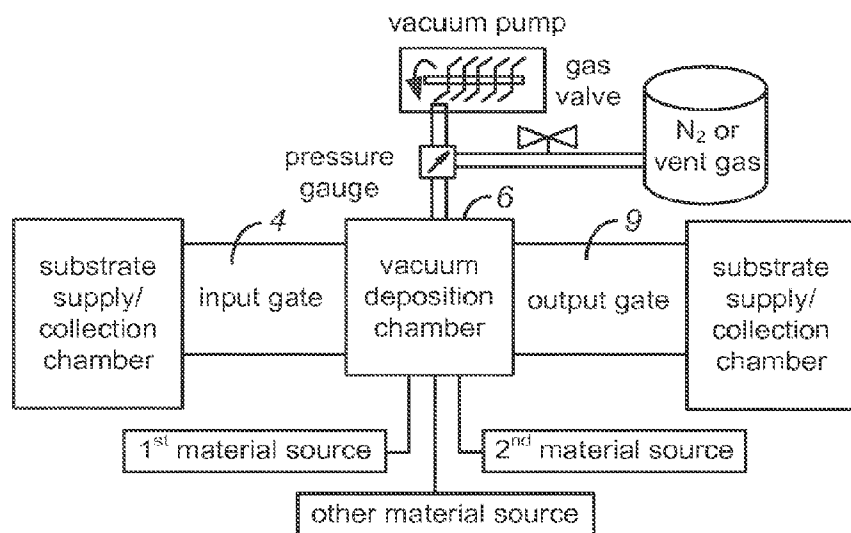 vacuum pump
gas
valve
N₂ or
vent gas
pressure
gauge
6
4
9
substrate
supply/
collection
chamber
input gate
vacuum
deposition
chamber
output gate
substrate
supply/
collection
chamber
1ˢᵗ material source
2ⁿᵈ material source
other material source